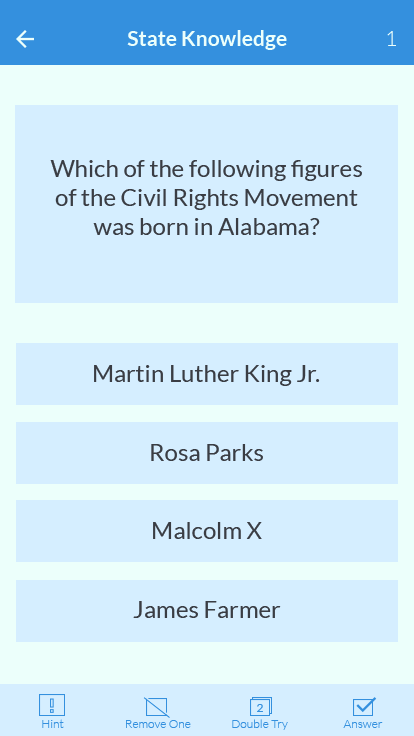 State Knowledge
1
Which of the following figures
of the Civil Rights Movement
was born in Alabama?
Martin Luther King Jr.
Rosa Parks
Malcolm X
James Farmer
2
Hint
Remove One
Double Try
Answer